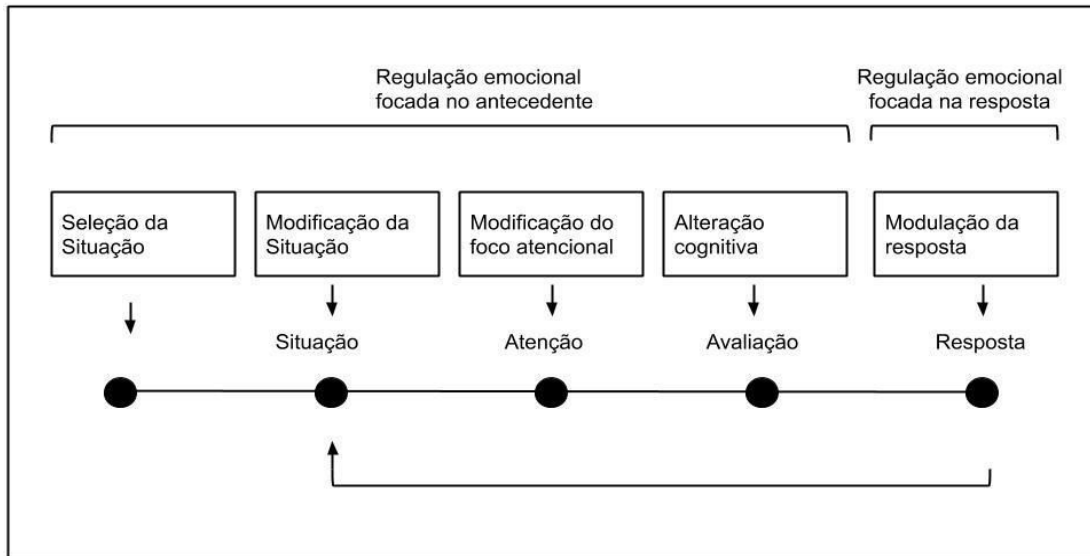 Regulação emocional
focada no antecedente
Regulação emocional
focada na resposta
Seleção da
Situação
Modificação da
Situação
Modificação do
foco atencional
Alteração
cognitiva
Modulação da
resposta
Situação
Atenção
Avaliação
Resposta